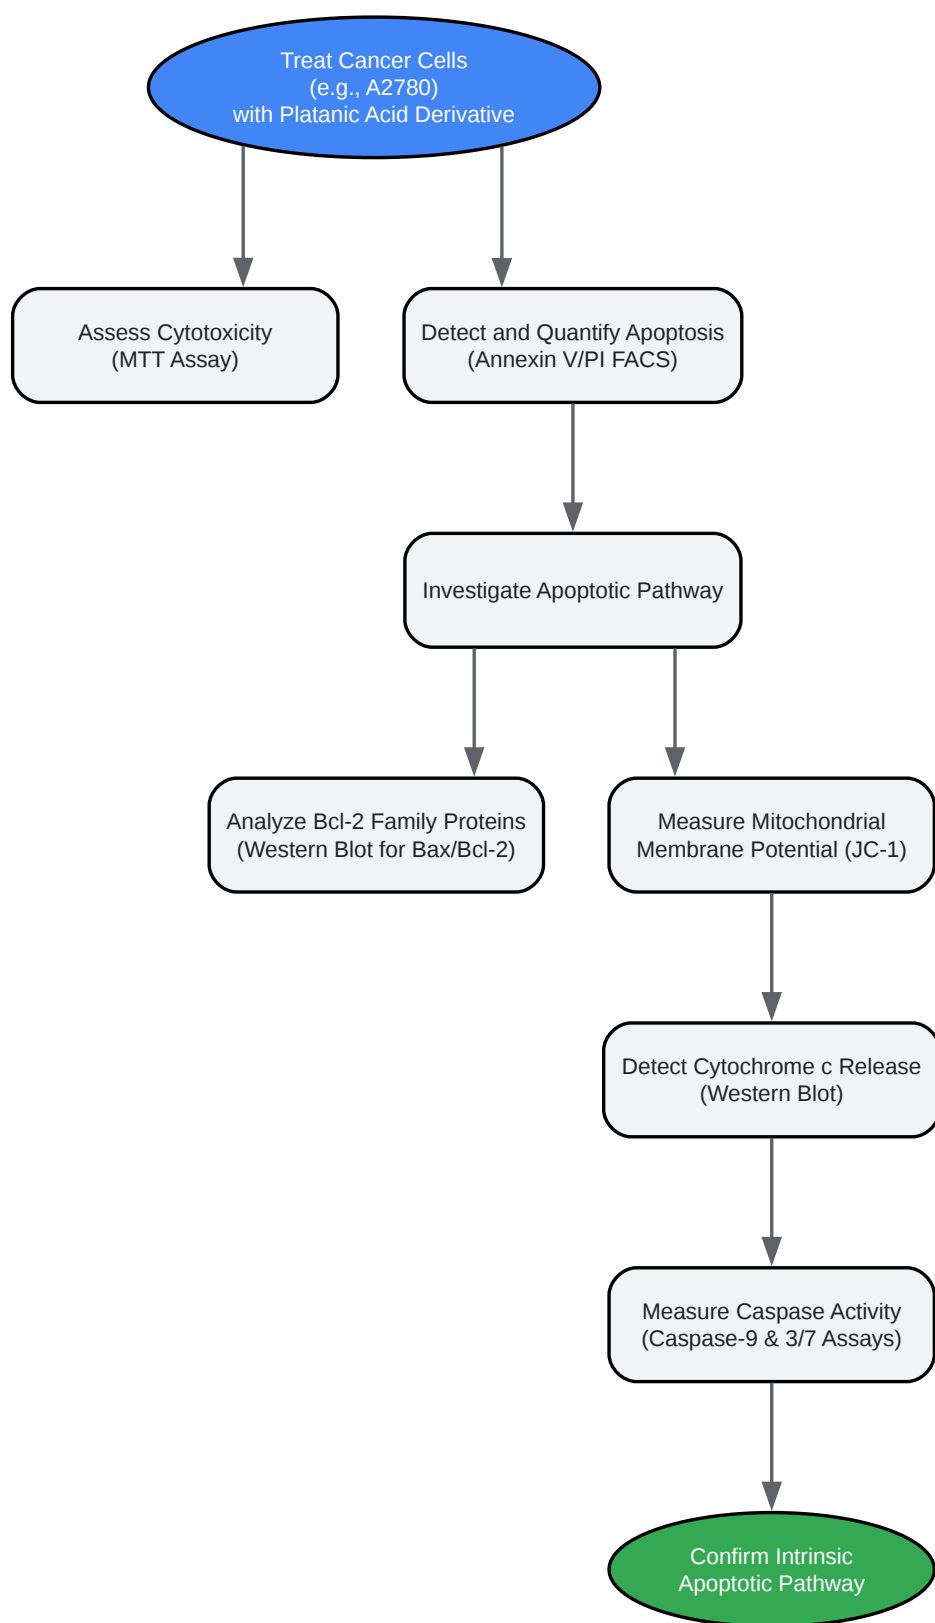 Treat Cancer Cells
(e.g., A2780)
with Platanic Acid Derivative
Assess Cytotoxicity
(MTT Assay)
Detect and Quantify Apoptosis
(Annexin V/PI FACS)
Investigate Apoptotic Pathway
Analyze Bcl-2 Family Proteins
(Western Blot for Bax/Bcl-2)
Measure Mitochondrial
Membrane Potential (JC-1)
Detect Cytochrome c Release
(Western Blot)
Measure Caspase Activity
(Caspase-9 & 3/7 Assays)
Confirm Intrinsic
Apoptotic Pathway